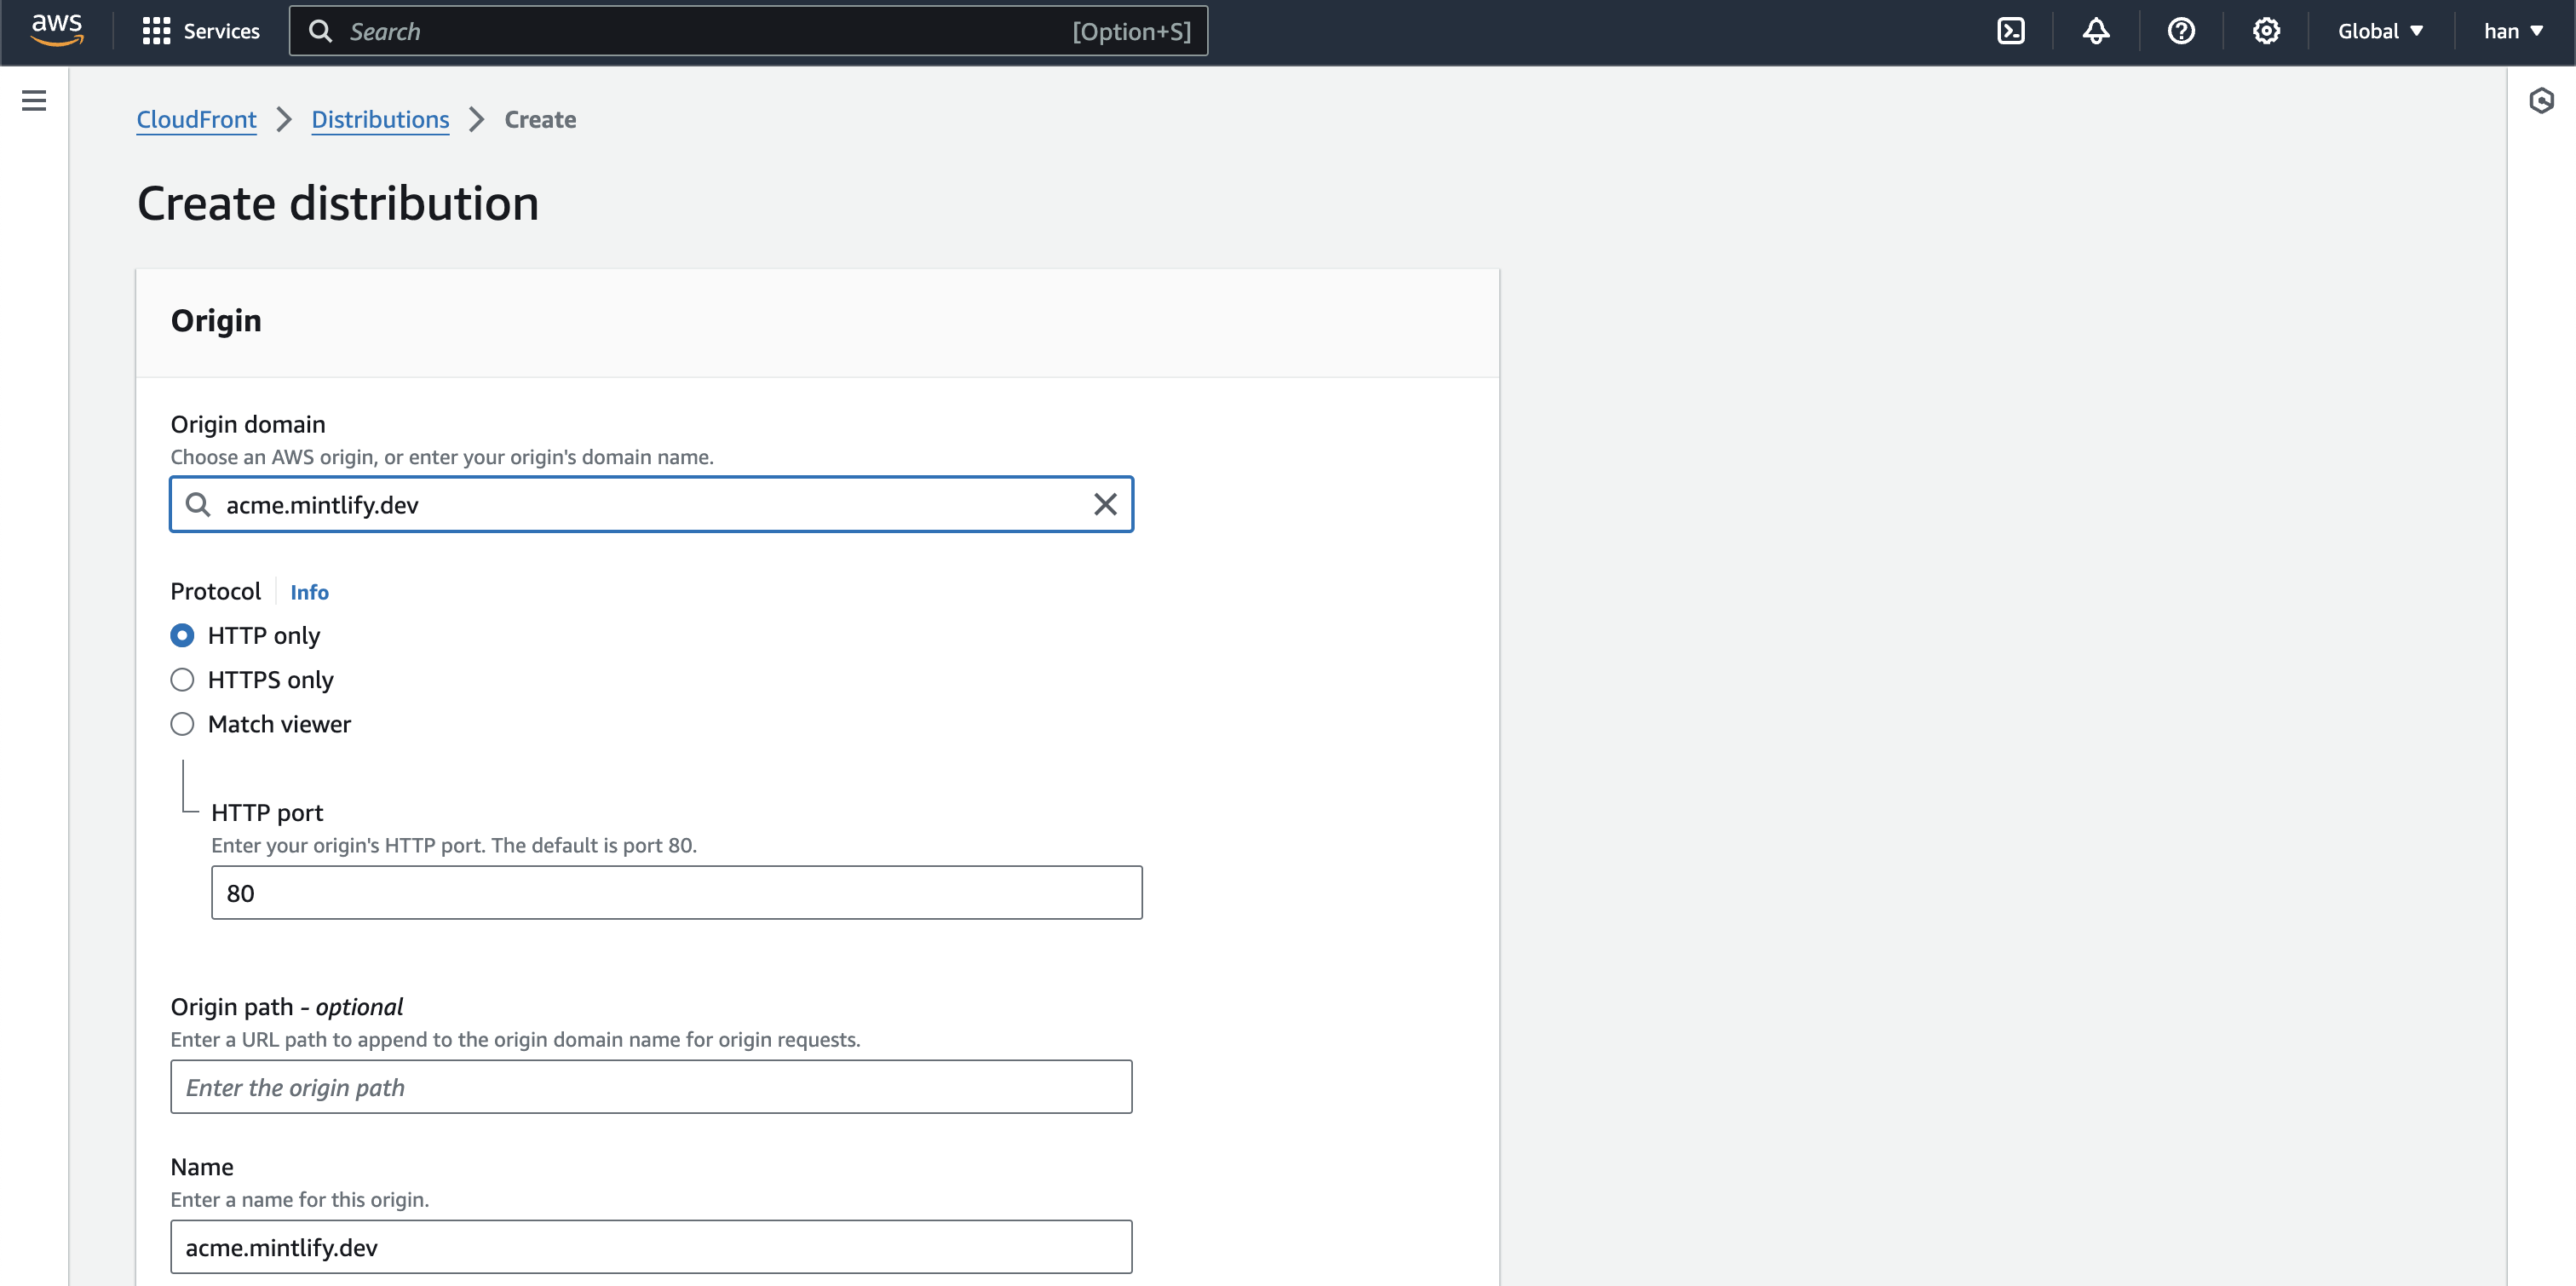 aws Services Search [Option+S] Global han
CloudFront Distributions Create
Create distribution
Origin
Origin domain
Choose an AWS origin, or enter your origin's domain name.
acme.mintlify.dev
Protocol Info
HTTP only
HTTPS only
Match viewer
HTTP port
Enter your origin's HTTP port. The default is port 80.
80
Origin path - optional
Enter a URL path to append to the origin domain name for origin requests.
Enter the origin path
Name
Enter a name for this origin.
acme.mintlify.dev